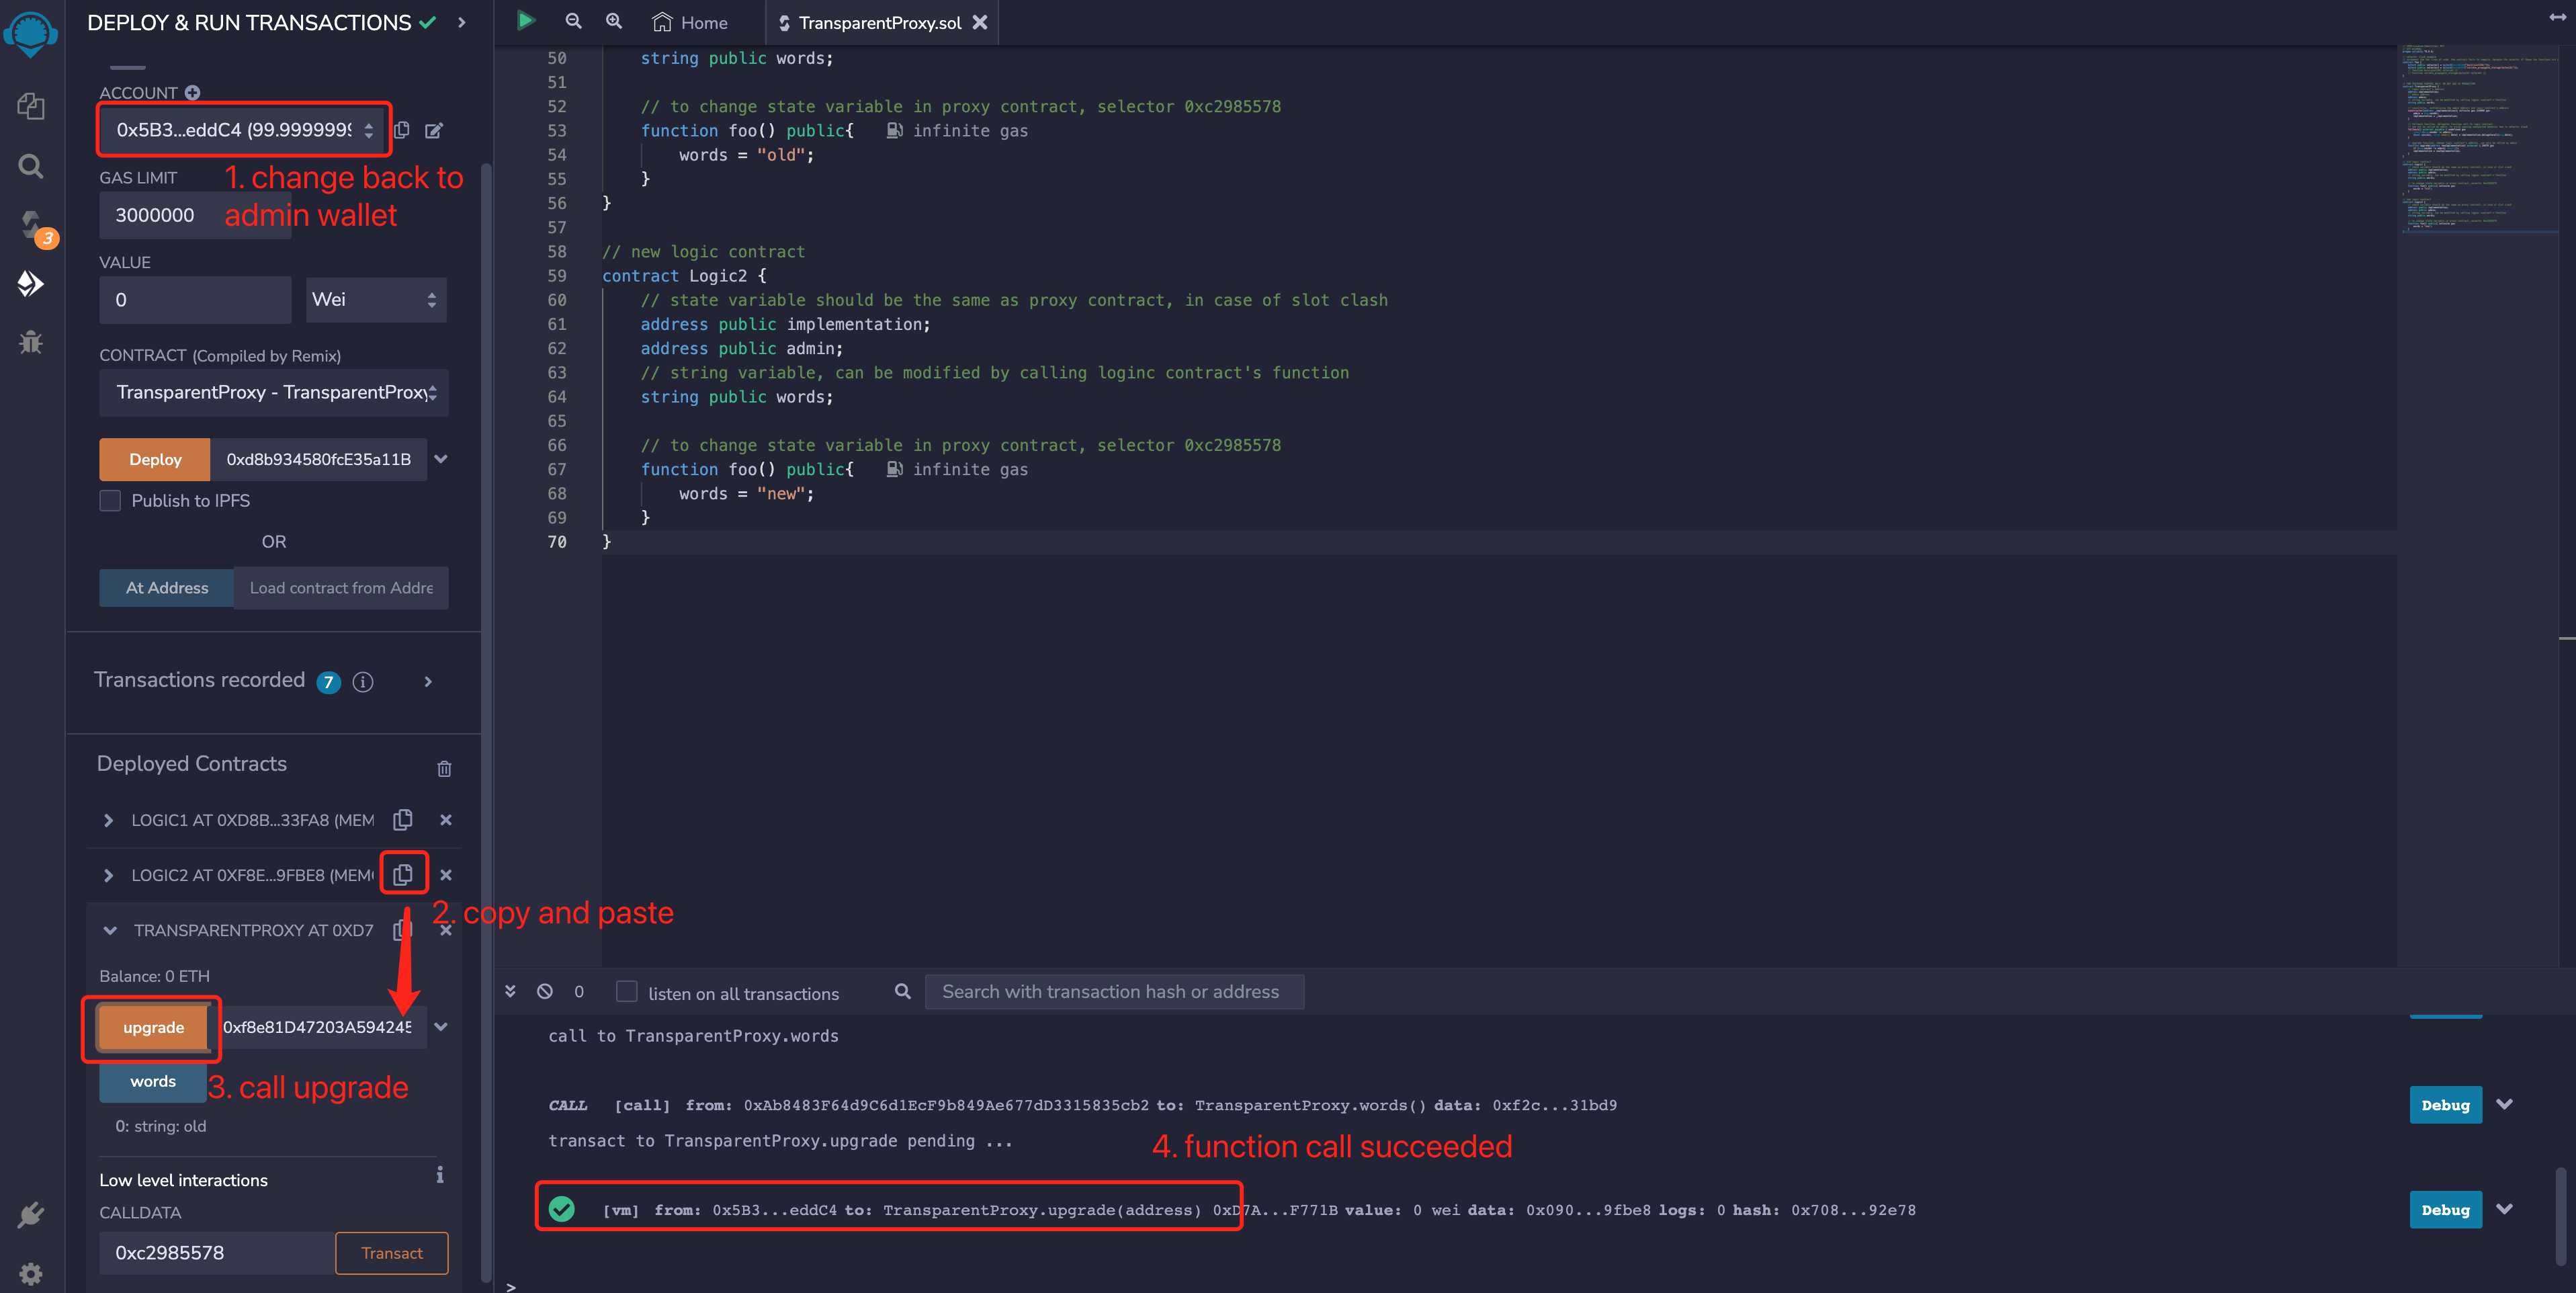 DEPLOY & RUN TRANSACTIONS
ACCOUNT
0x5B3...eddC4 (99.9999999
1. change back to
admin wallet
GAS LIMIT
3000000
VALUE
0
Wei
CONTRACT (Compiled by Remix)
TransparentProxy - TransparentProxy
Deploy
0xd8b934580fcE35a11B
Publish to IPFS
OR
At Address
Load contract from Addre
Transactions recorded 7 i
Deployed Contracts
LOGIC1 AT 0XD8B...33FA8 (MEM
LOGIC2 AT 0XF8E...9FBE8 (MEM
2. copy and paste
TRANSPARENTPROXY AT 0XD7
Balance: 0 ETH
upgrade
0xf8e81D47203A594245
words
3. call upgrade
0: string: old
Low level interactions
i
CALLDATA
0xc2985578
Transact
3
Home
TransparentProxy.sol
50 string public words;
51
52 // to change state variable in proxy contract, selector 0xc2985578
53 function foo() public{ infinite gas
54 words = "old";
55 }
56 }
57
58 // new logic contract
59 contract Logic2 {
60 // state variable should be the same as proxy contract, in case of slot clash
61 address public implementation;
62 address public admin;
63 // string variable, can be modified by calling loginc contract's function
64 string public words;
65
66 // to change state variable in proxy contract, selector 0xc2985578
67 function foo() public{ infinite gas
68 words = "new";
69 }
70 }
0
listen on all transactions
Search with transaction hash or address
call to TransparentProxy.words
CALL [call] from: 0xAb8483F64d9C6d1EcF9b849Ae677dD3315835cb2 to: TransparentProxy.words() data: 0xf2c...31bd9
Debug
transact to TransparentProxy.upgrade pending ...
4. function call succeeded
[vm] from: 0x5B3...eddC4 to: TransparentProxy.upgrade(address) 0xD7A...F771B value: 0 wei data: 0x090...9fbe8 logs: 0 hash: 0x708...92e78
Debug
>